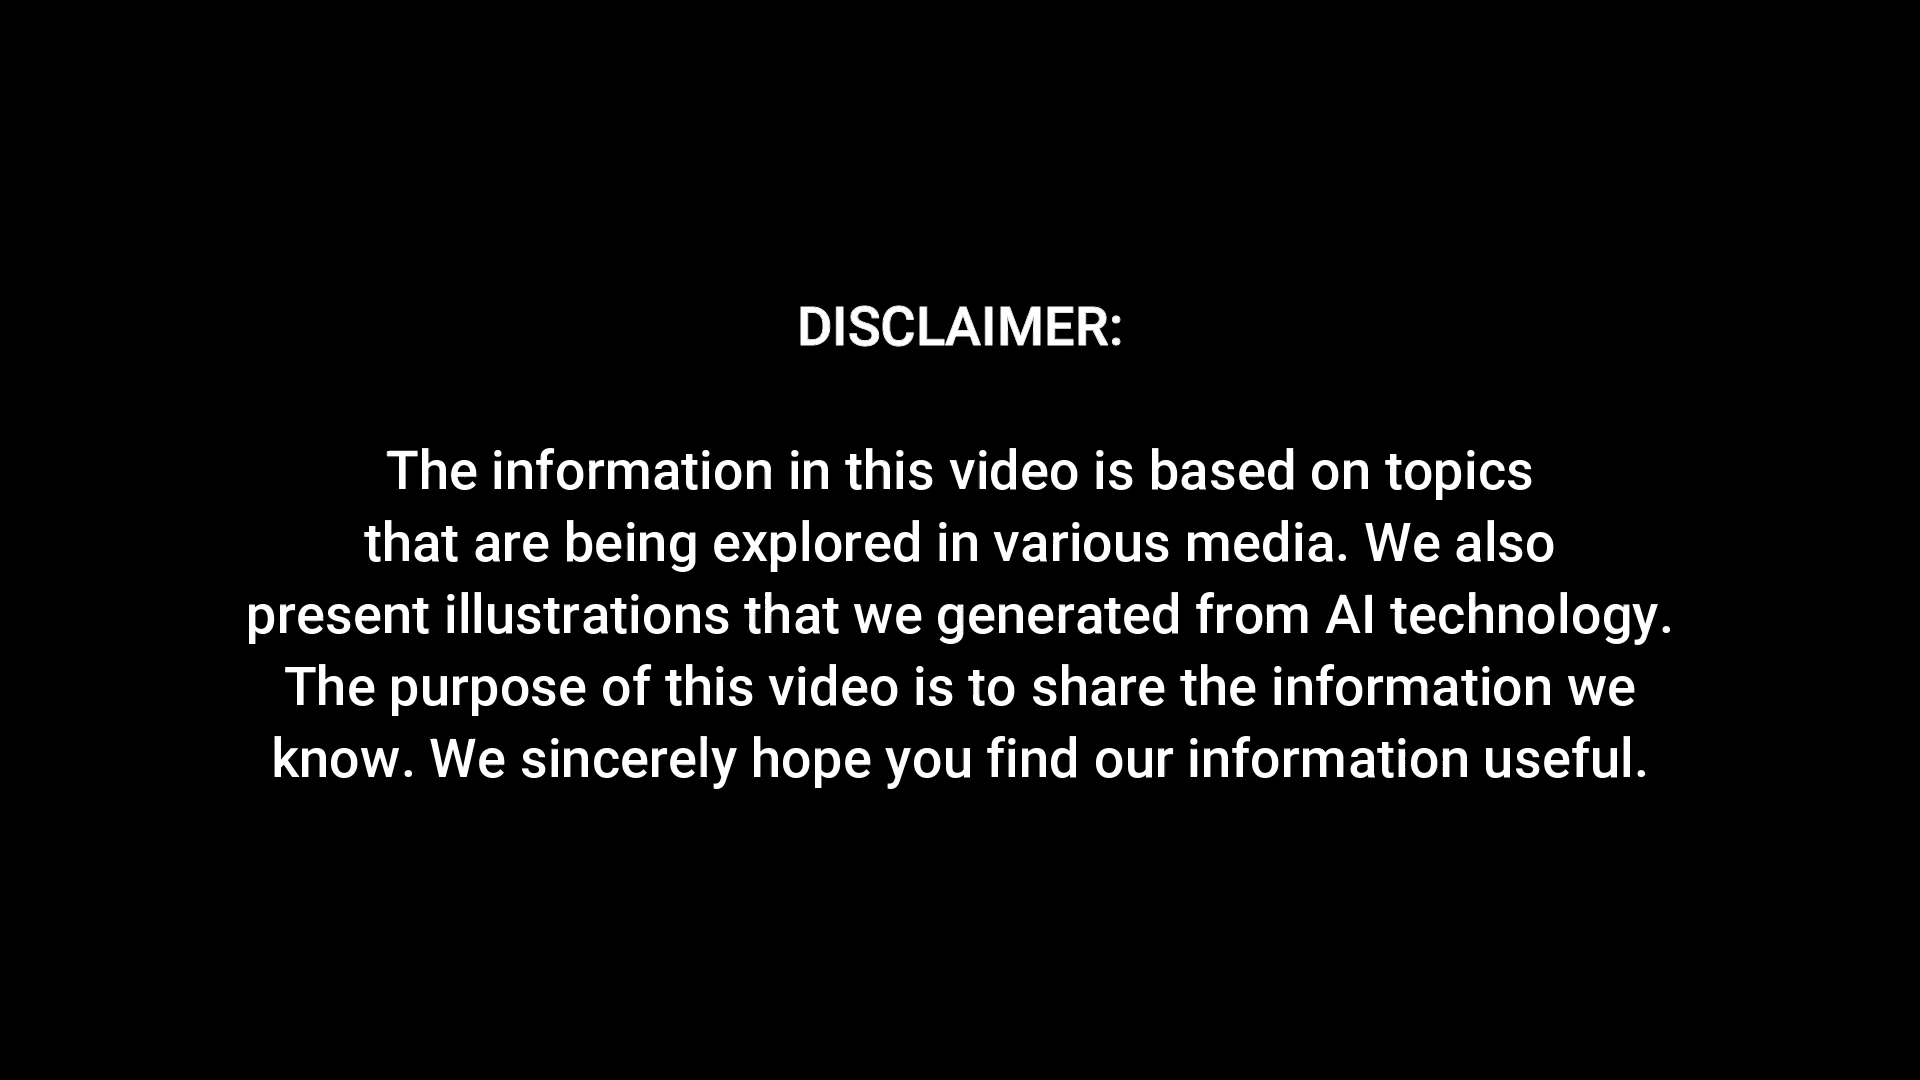 DISCLAIMER:
The information in this video is based on topics
that are being explored in various media. We also
present illustrations that we generated from AI technology.
The purpose of this video is to share the information we
know. We sincerely hope you find our information useful.